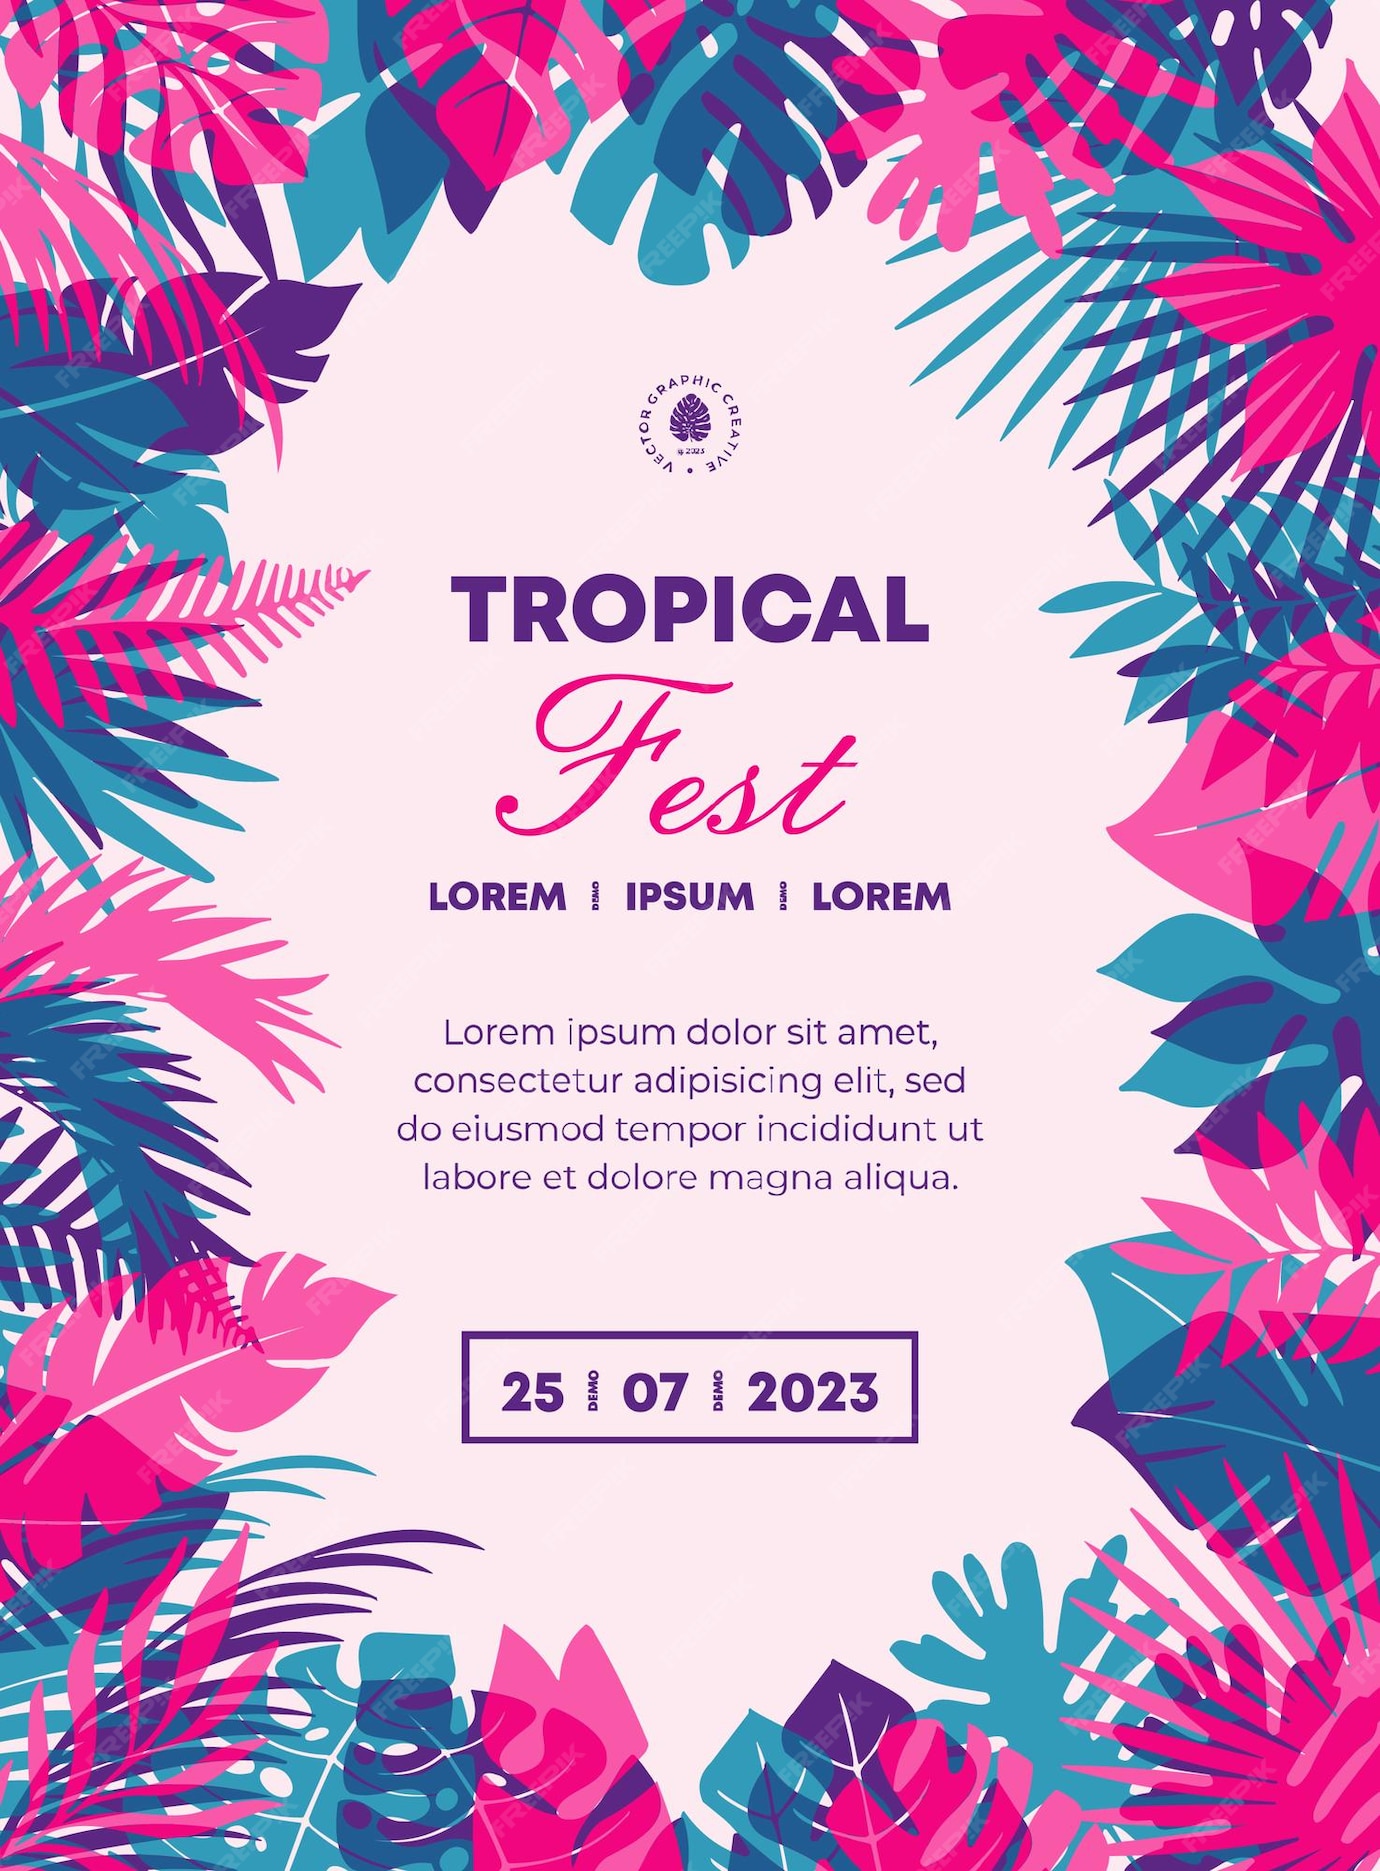 VECTOR GRAPHIC CREATIVE
# 2023
TROPICAL
Fest
LOREM DEMO IPSUM DEMO LOREM
Lorem ipsum dolor sit amet,
consectetur adipisicing elit, sed
do eiusmod tempor incididunt ut
labore et dolore magna aliqua.
25 DEMO 07 DEMO 2023
FREEPIK